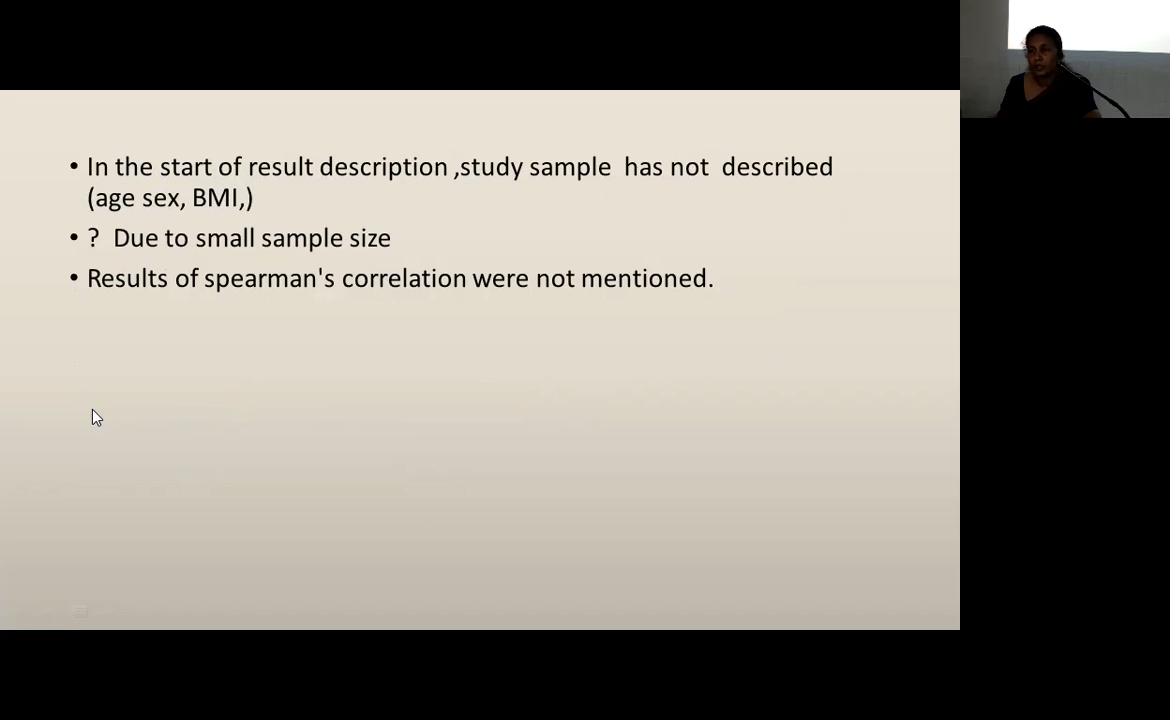 • In the start of result description ,study sample  has not  described
(age sex, BMI,)
• ?  Due to small sample size
• Results of spearman's correlation were not mentioned.